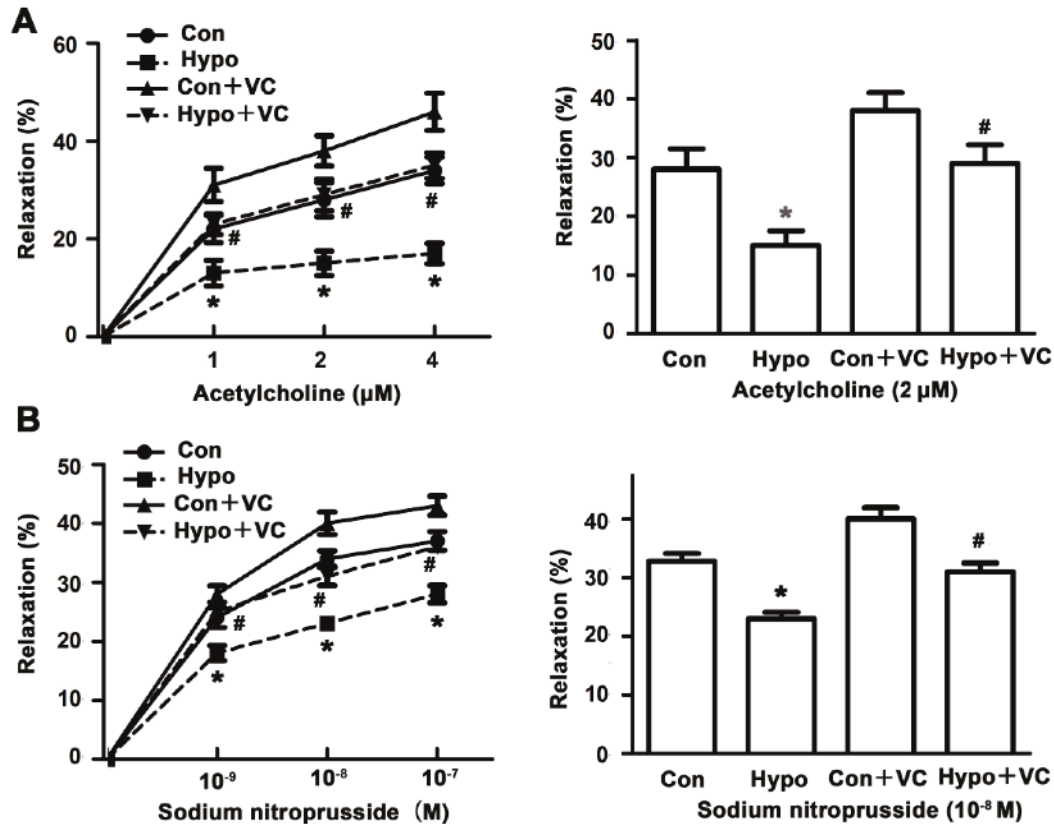 A
Con
Hypo
Con+VC
Hypo+VC
60
40
20
0
Relaxation (%)
#
#
*
*
*
1
2
4
Acetylcholine (μM)
50
40
30
20
10
0
Relaxation (%)
*
#
Con
Hypo
Con+VC
Hypo+VC
Acetylcholine (2 μM)
B
Con
Hypo
Con+VC
Hypo+VC
50
40
30
20
10
0
Relaxation (%)
#
#
#
*
*
*
10⁻⁹
10⁻⁸
10⁻⁷
Sodium nitroprusside (M)
40
30
20
10
0
Relaxation (%)
*
#
Con
Hypo
Con+VC
Hypo+VC
Sodium nitroprusside (10⁻⁸ M)